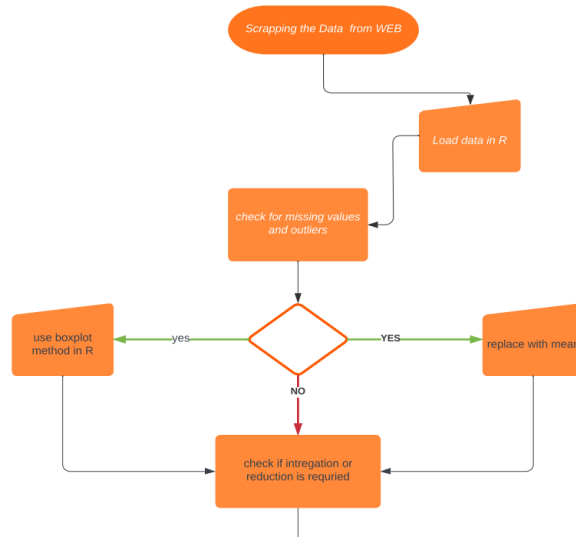 Scrapping the Data from WEB
Load data in R
check for missing values
and outliers
use boxplot
method in R
yes
YES
replace with mean
NO
check if intregation or
reduction is requried